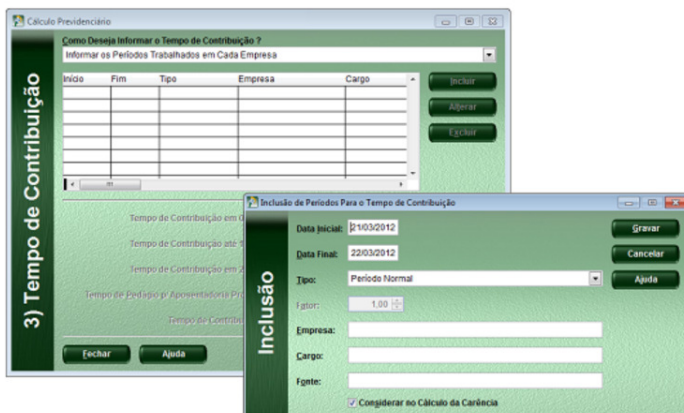 Cálculo Previdenciário
3) Tempo de Contribuição
Como Deseja Informar o Tempo de Contribuição ?
Informar os Períodos Trabalhados em Cada Empresa
Início Fim Tipo Empresa Cargo
Incluir
Alterar
Excluir
Tempo de Contribuição em
Tempo de Contribuição até
Tempo de Contribuição em 2
Tempo de Pedágio p/ Aposentadoria
Tempo de
Fechar Ajuda
Inclusão de Períodos Para o Tempo de Contribuição
Inclusão
Data Inicial: 21/03/2012 Gravar
Data Final: 22/03/2012 Cancelar
Tipo: Período Normal Ajuda
Fator: 1,00
Empresa:
Cargo:
Fonte:
Considerar no Cálculo da Carência